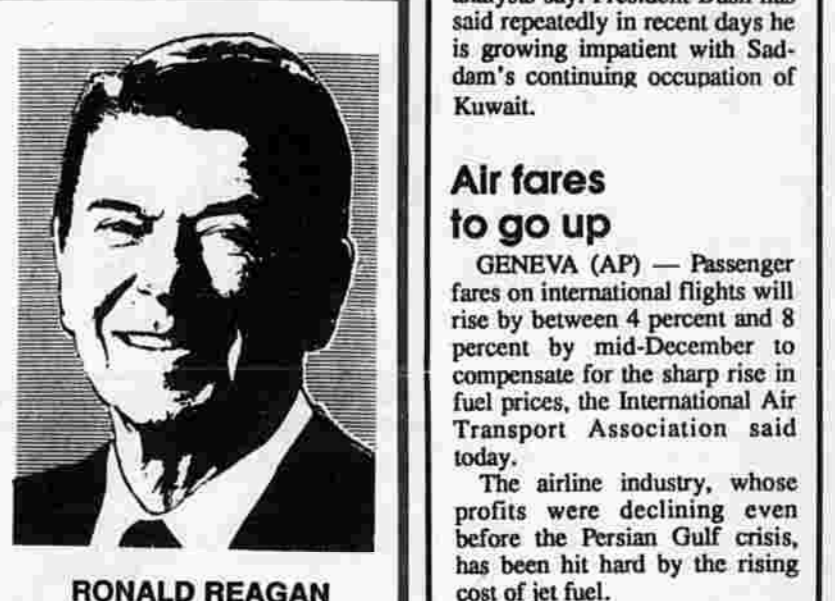 RONALD REAGAN
say. President
said repeatedly in recent days he
is growing impatient with Sad-
dam's continuing occupation of
Kuwait.
Air fares
to go up
GENEVA (AP) — Passenger
fares on international flights will
rise by between 4 percent and 8
percent by mid-December to
compensate for the sharp rise in
fuel prices, the International Air
Transport Association said
today.
The airline industry, whose
profits were declining even
before the Persian Gulf crisis,
has been hit hard by the rising
cost of jet fuel.